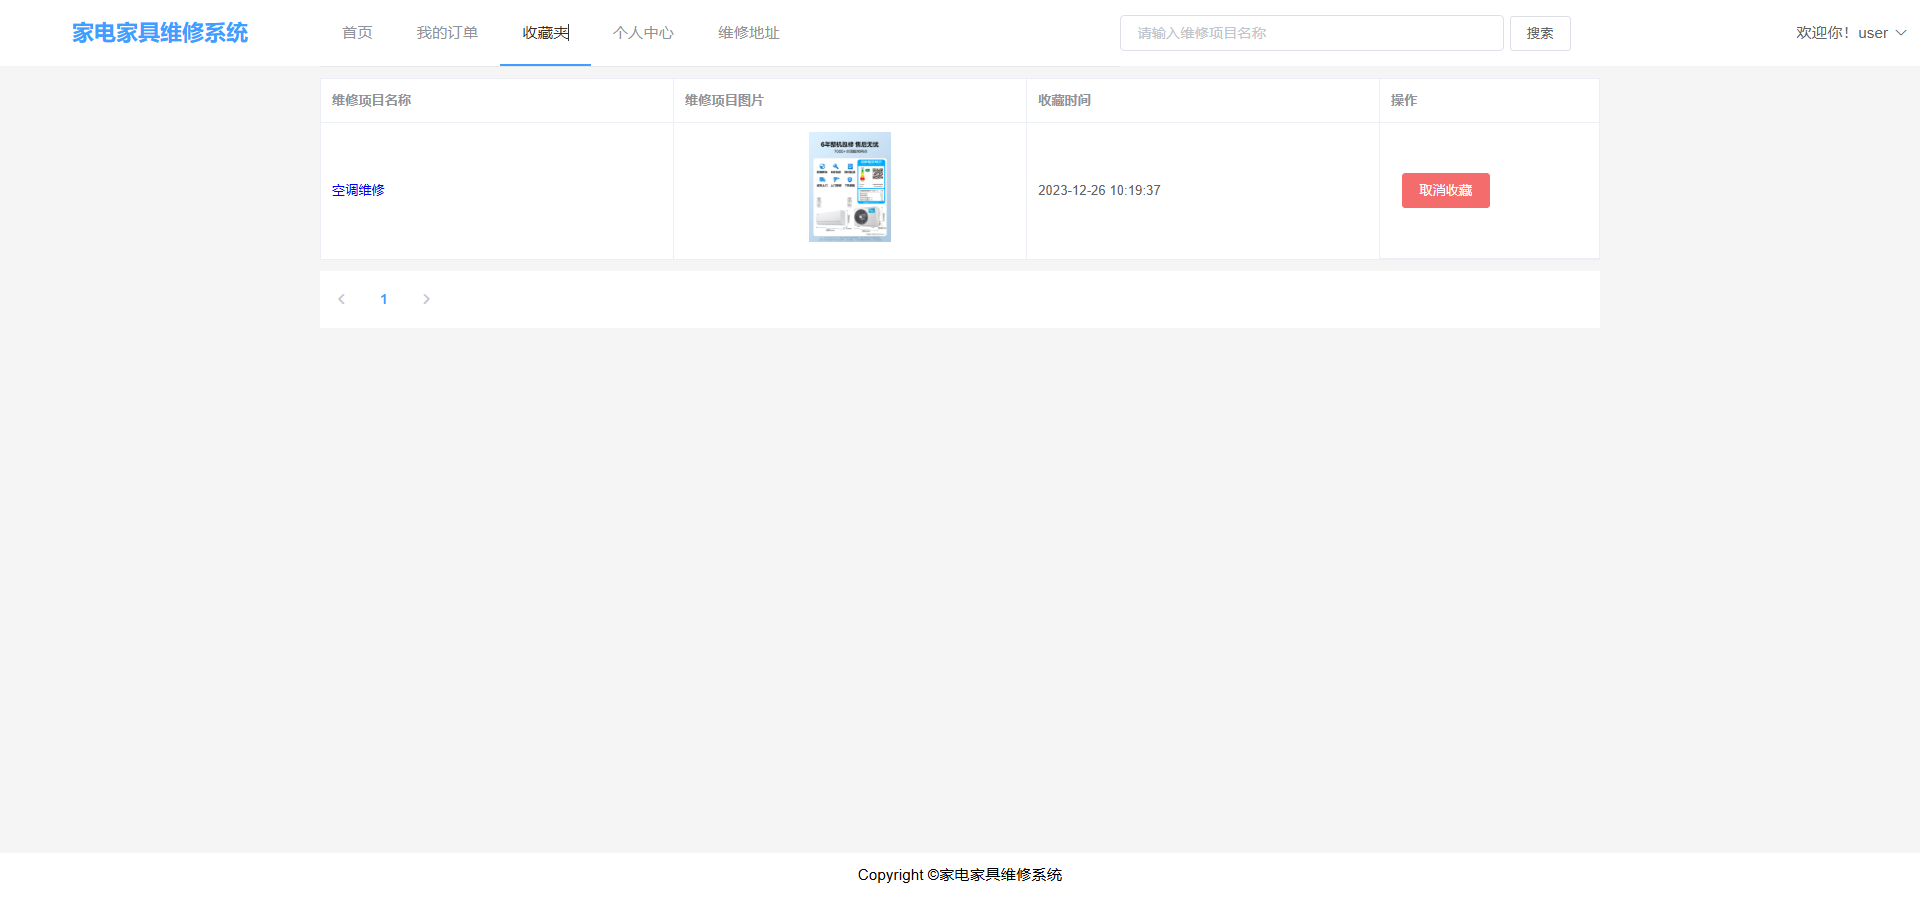 家电家具维修系统
首页
我的订单
收藏夹
个人中心
维修地址
请输入维修项目名称
搜索
欢迎你！user
维修项目名称
维修项目图片
收藏时间
操作
空调维修
6年整机包修 售后无忧
2023-12-26 10:19:37
取消收藏
1
Copyright ©家电家具维修系统